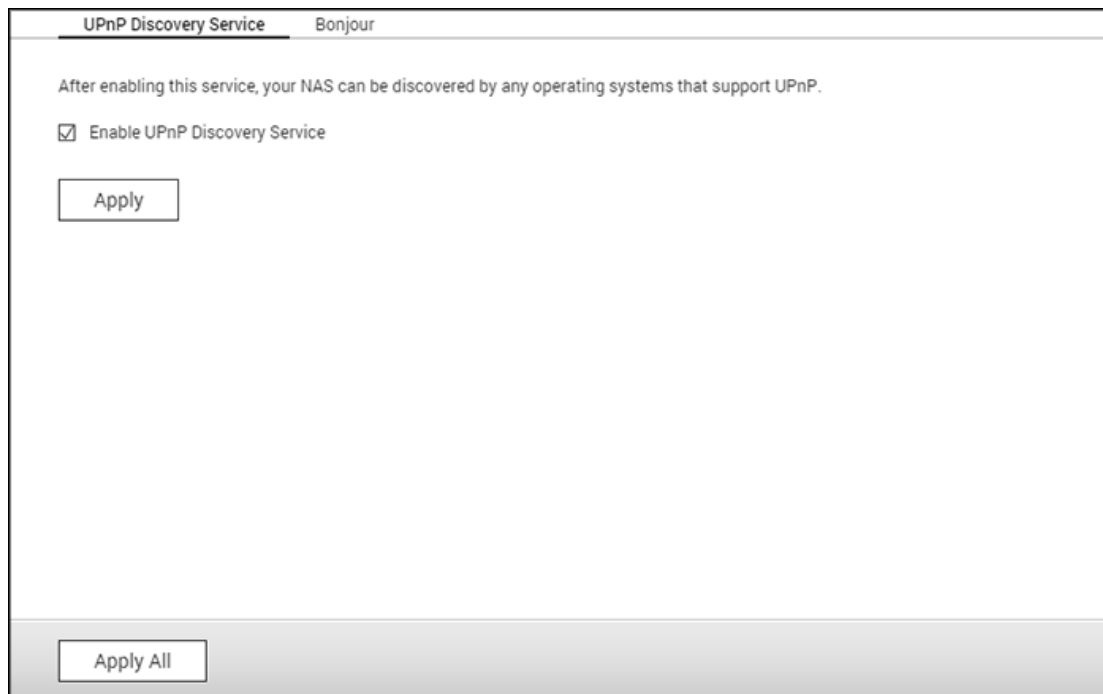 UPnP Discovery Service Bonjour
After enabling this service, your NAS can be discovered by any operating systems that support UPnP.
Enable UPnP Discovery Service
Apply
Apply All